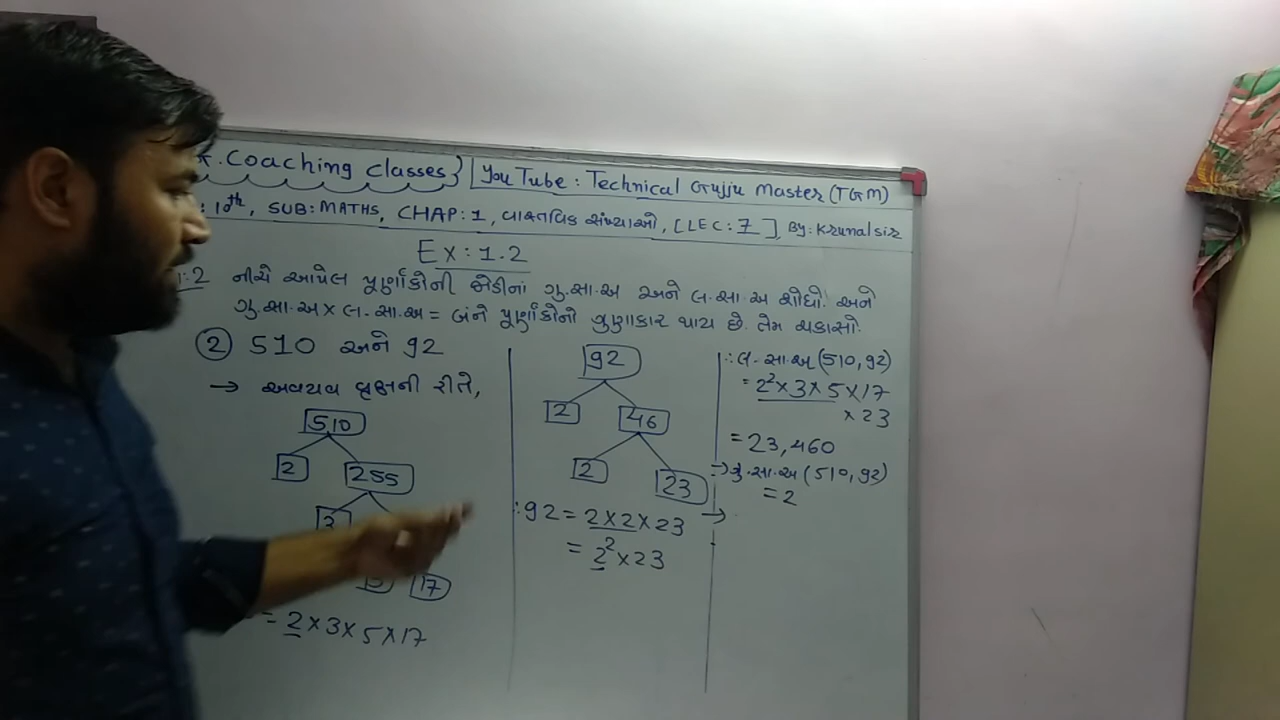 Coaching Classes} | YouTube : Technical Gujju Master (TGM)
: 10th, SUB: MATHS, CHAP: 1, વાસ્તવિક સંખ્યાઓ, [LEC: 7] By: Krunal sir
Ex: 1.2
:2 નીચે આપેલ પૂર્ણાંકોની જોડીનાં ગુ.સા.અ અને લ.સા.અ શોધો. અને
ગુ.સા.અ × લ.સા.અ = બંને પૂર્ણાંકોનો ગુણાકાર થાય છે. તેમ ચકાસો.
② 510 અને 92
→ અવયવ વૃક્ષની રીતે,
510
2 255
3
5 17
= 2×3×5×17
92
2 46
2 23
∴92 = 2×2×23
= 2²×23
∴ લ.સા.અ (510, 92)
= 2²×3×5×17
×23
= 23,460
→ ગુ.સા.અ (510, 92)
= 2
→